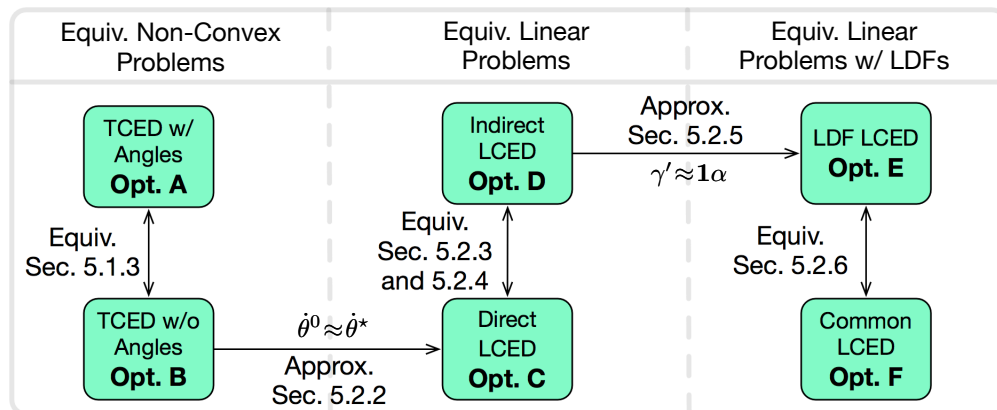 Equiv. Non-Convex
Problems
Equiv. Linear
Problems
Equiv. Linear
Problems w/ LDFs
TCED w/
Angles
Opt. A
Equiv.
Sec. 5.1.3
TCED w/o
Angles
Opt. B
θ̇⁰≈θ̇*
Approx.
Sec. 5.2.2
Indirect
LCED
Opt. D
Equiv.
Sec. 5.2.3
and 5.2.4
Direct
LCED
Opt. C
Approx.
Sec. 5.2.5
γ′≈1α
LDF LCED
Opt. E
Equiv.
Sec. 5.2.6
Common
LCED
Opt. F